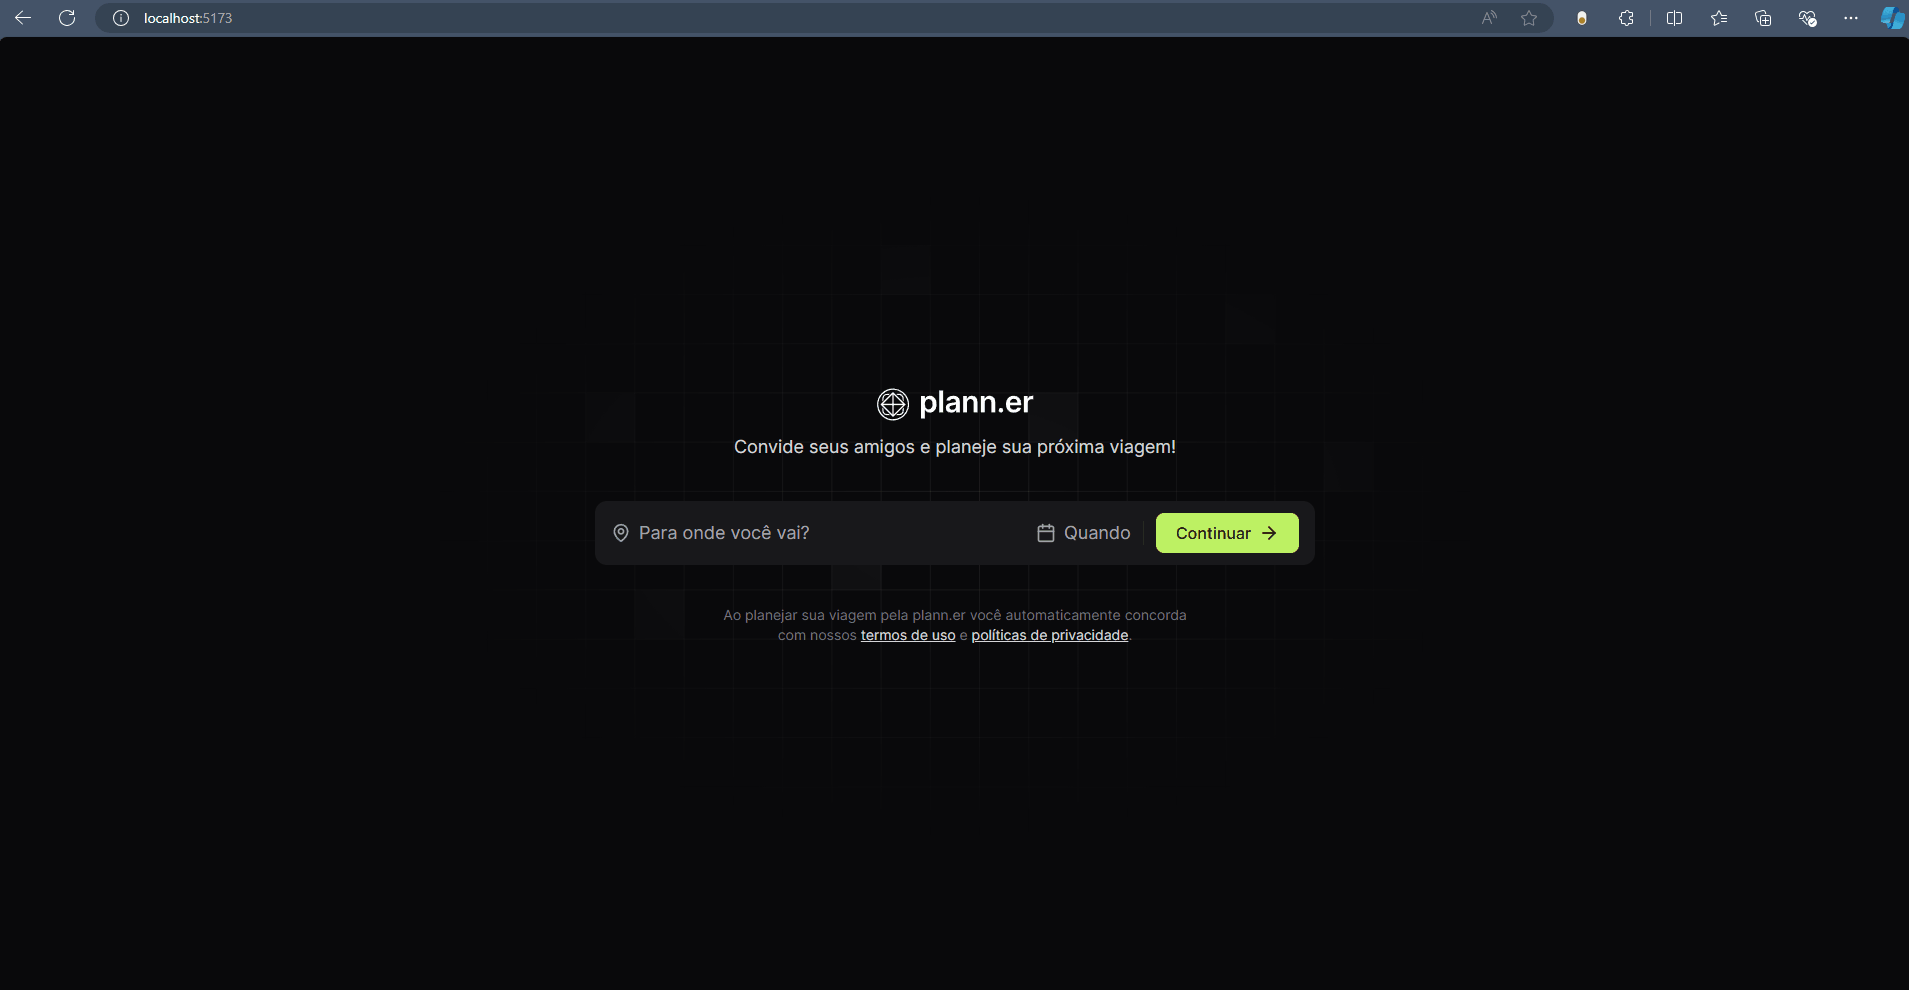 localhost:5173
plann.er
Convide seus amigos e planeje sua próxima viagem!
Para onde você vai? Quando Continuar
Ao planejar sua viagem pela plann.er você automaticamente concorda
com nossos termos de uso e políticas de privacidade.